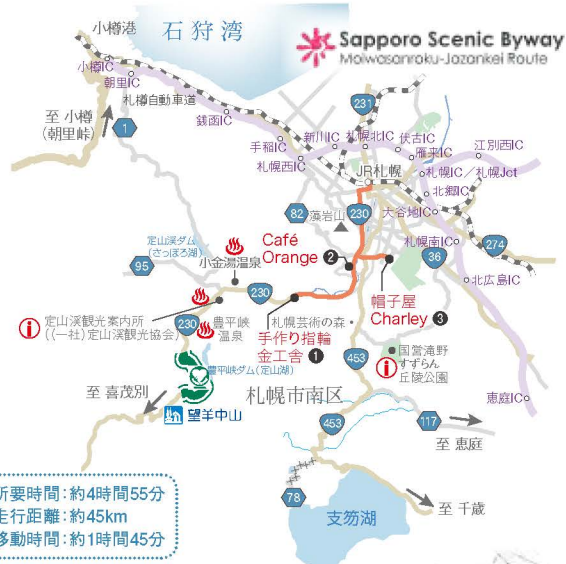 小樽港
石狩湾
Sapporo Scenic Byway
Moiwasanroku-Jozankei Route
小樽IC
朝里IC
札樽自動車道
銭函IC
至 小樽
(朝里峠)
1
231
手稲IC
新川IC
札幌北IC
伏古IC
雁来IC
江別西IC
札幌西IC
JR札幌
札幌IC/札幌Jct
北郷IC
82
藻岩山
230
大谷地IC
274
札幌南IC
36
北広島IC
定山渓ダム
(さっぽろ湖)
95
小金湯温泉
Café
Orange
2
帽子屋
Charley 3
230
定山渓観光案内所
((一社)定山渓観光協会)
230
豊平峡
温泉
手作り指輪
金工舎 1
札幌芸術の森
453
国営滝野
すずらん
丘陵公園
豊平峡ダム(定山湖)
至 喜茂別
望羊中山
札幌市南区
恵庭IC
453
117
至 恵庭
78
至 千歳
支笏湖
所要時間:約4時間55分
走行距離:約45km
移動時間:約1時間45分